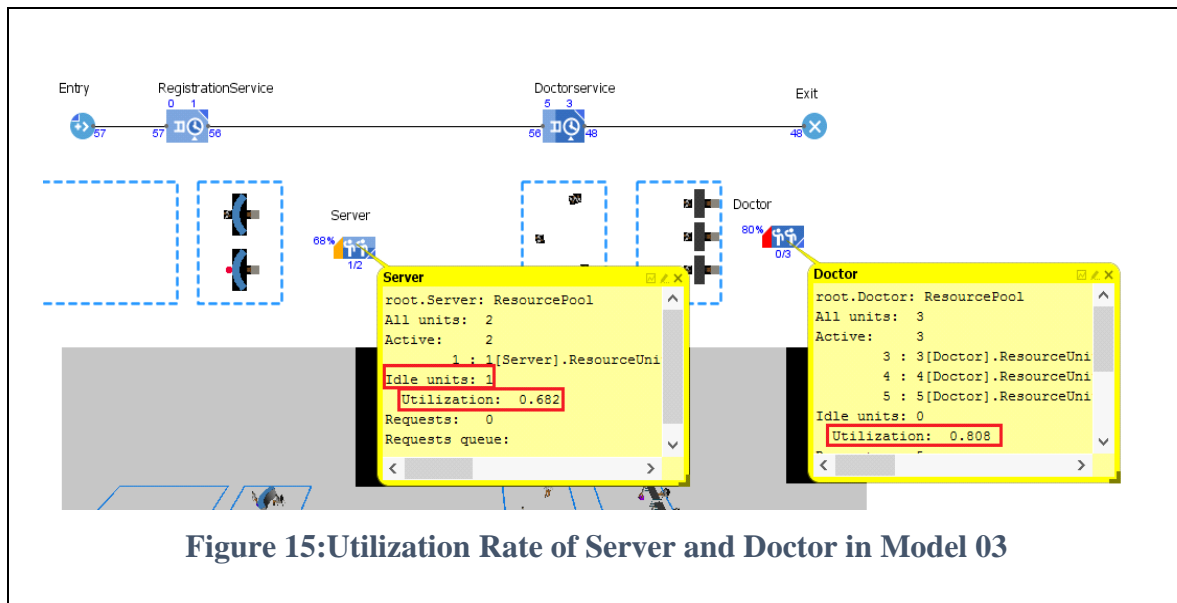 Entry
RegistrationService
Doctorservice
Exit
0 1
5 3
57
57
56
56
48
48
Server
68%
1/2
Doctor
80%
0/3
Server
root.Server: ResourcePool
All units: 2
Active: 2
1 : 1[Server].ResourceUni
Idle units: 1
Utilization: 0.682
Requests: 0
Requests queue:
Doctor
root.Doctor: ResourcePool
All units: 3
Active: 3
3 : 3[Doctor].ResourceUni
4 : 4[Doctor].ResourceUni
5 : 5[Doctor].ResourceUni
Idle units: 0
Utilization: 0.808
Figure 15:Utilization Rate of Server and Doctor in Model 03